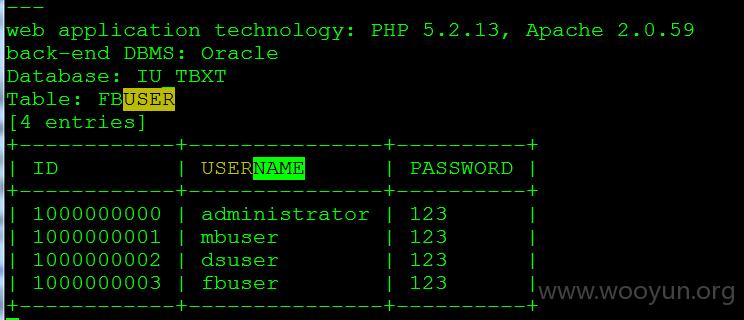 ---
web application technology: PHP 5.2.13, Apache 2.0.59
back-end DBMS: Oracle
Database: IU_TBXT
Table: FBUSER
[4 entries]
+------------+---------------+----------+
| ID         | USERNAME      | PASSWORD |
+------------+---------------+----------+
| 1000000000 | administrator | 123      |
| 1000000001 | mbuser        | 123      |
| 1000000002 | dsuser        | 123      |
| 1000000003 | fbuser        | 123      |
+------------+---------------+----------+
www.wooyun.org